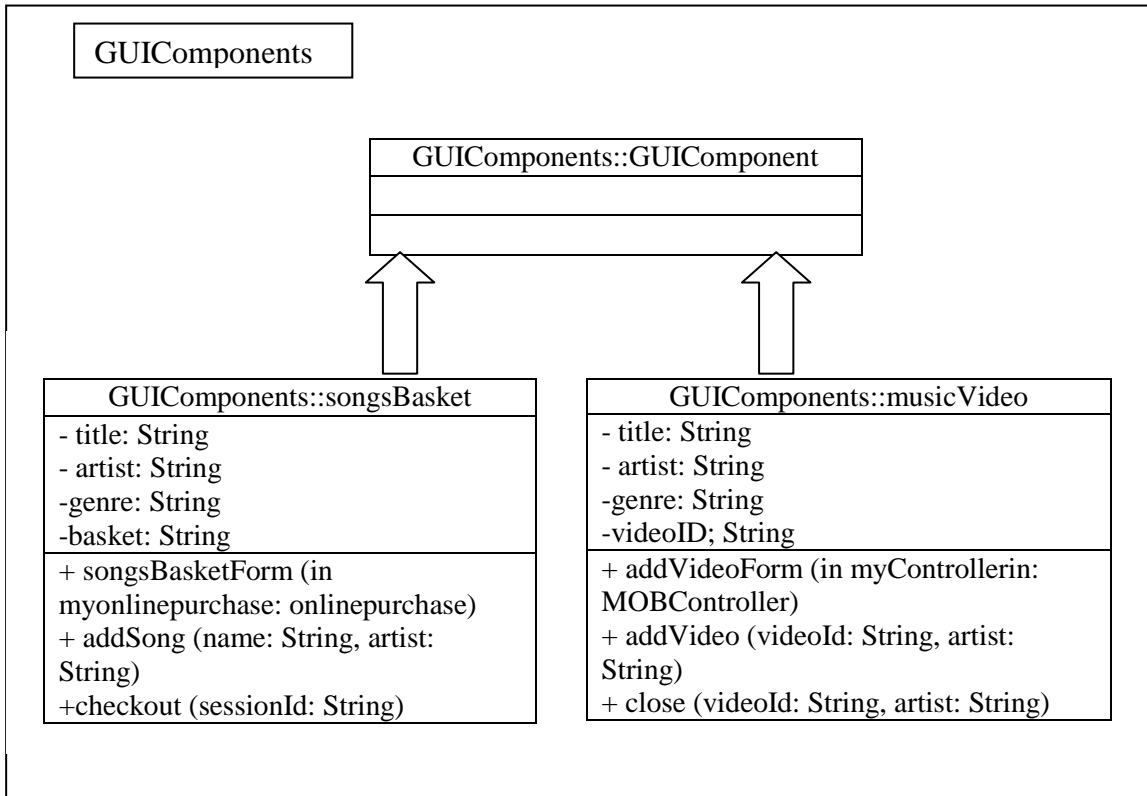 GUIComponents
GUIComponents::GUIComponent
GUIComponents::songsBasket
- title: String
- artist: String
-genre: String
-basket: String
+ songsBasketForm (in
myonlinepurchase: onlinepurchase)
+ addSong (name: String, artist:
String)
+checkout (sessionId: String)
GUIComponents::musicVideo
- title: String
- artist: String
-genre: String
-videoID; String
+ addVideoForm (in myControllerin:
MOBController)
+ addVideo (videoId: String, artist:
String)
+ close (videoId: String, artist: String)